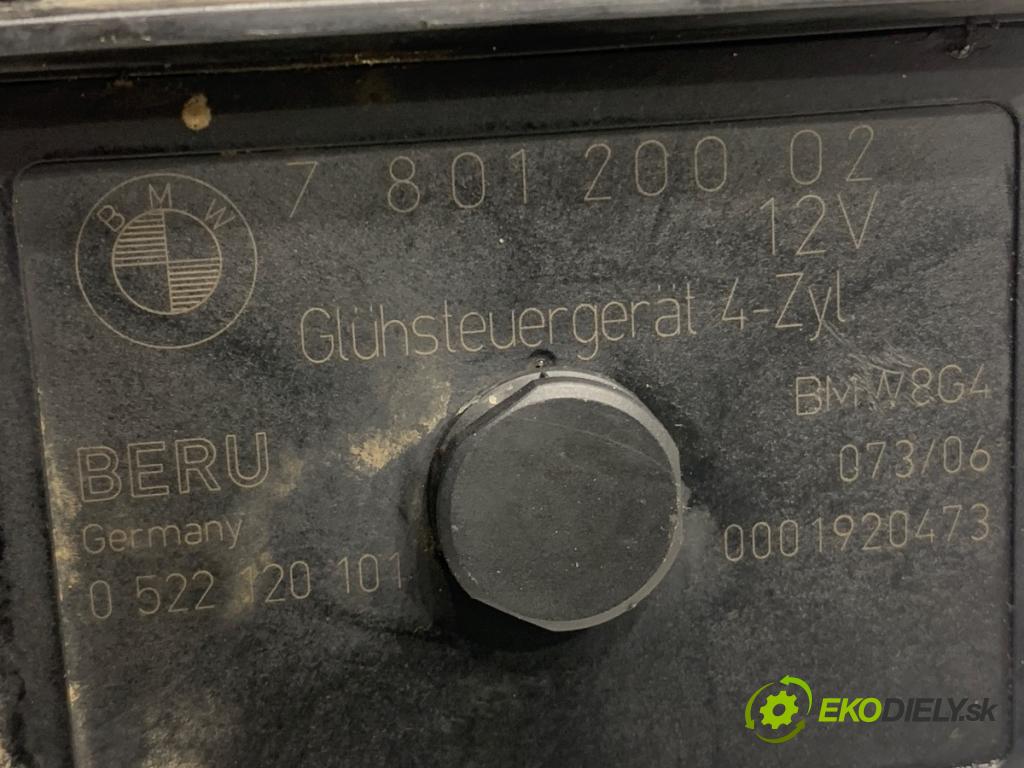 BMW
7 801 200 02
12V
Glühsteuergerät 4-Zyl.
BMW8G4
BERU
073/06
Germany
0001920473
0 522 120 101
EKODIELY.sk